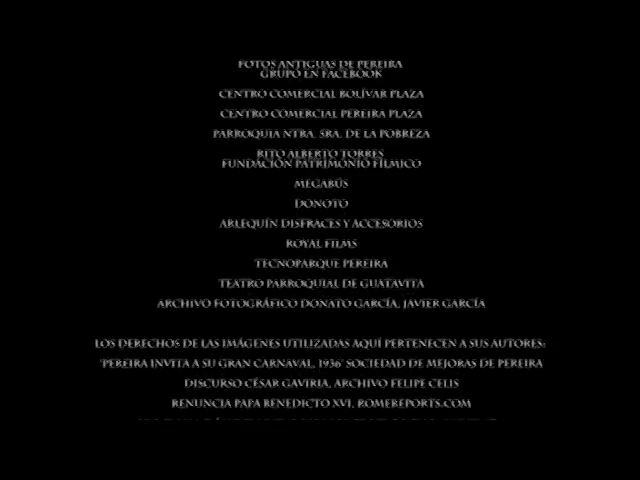 FOTOS ANTIGUAS DE PEREIRA
GRUPO EN FACEBOOK
CENTRO COMERCIAL BOLÍVAR PLAZA
CENTRO COMERCIAL PEREIRA PLAZA
PARROQUIA NTRA. SRA. DE LA POBREZA
RITO ALBERTO TORRES
FUNDACIÓN PATRIMONIO FÍLMICO
MEGABÚS
DONOTO
ARLEQUÍN DISFRACES Y ACCESORIOS
ROYAL FILMS
TECNOPARQUE PEREIRA
TEATRO PARROQUIAL DE GUATAVITA
ARCHIVO FOTOGRÁFICO DONATO GARCÍA, JAVIER GARCÍA
LOS DERECHOS DE LAS IMÁGENES UTILIZADAS AQUÍ PERTENECEN A SUS AUTORES:
"PEREIRA INVITA A SU GRAN CARNAVAL, 1936" SOCIEDAD DE MEJORAS DE PEREIRA
DISCURSO CÉSAR GAVIRIA, ARCHIVO FELIPE CELIS
RENUNCIA PAPA BENEDICTO XVI, ROMEREPORTS.COM